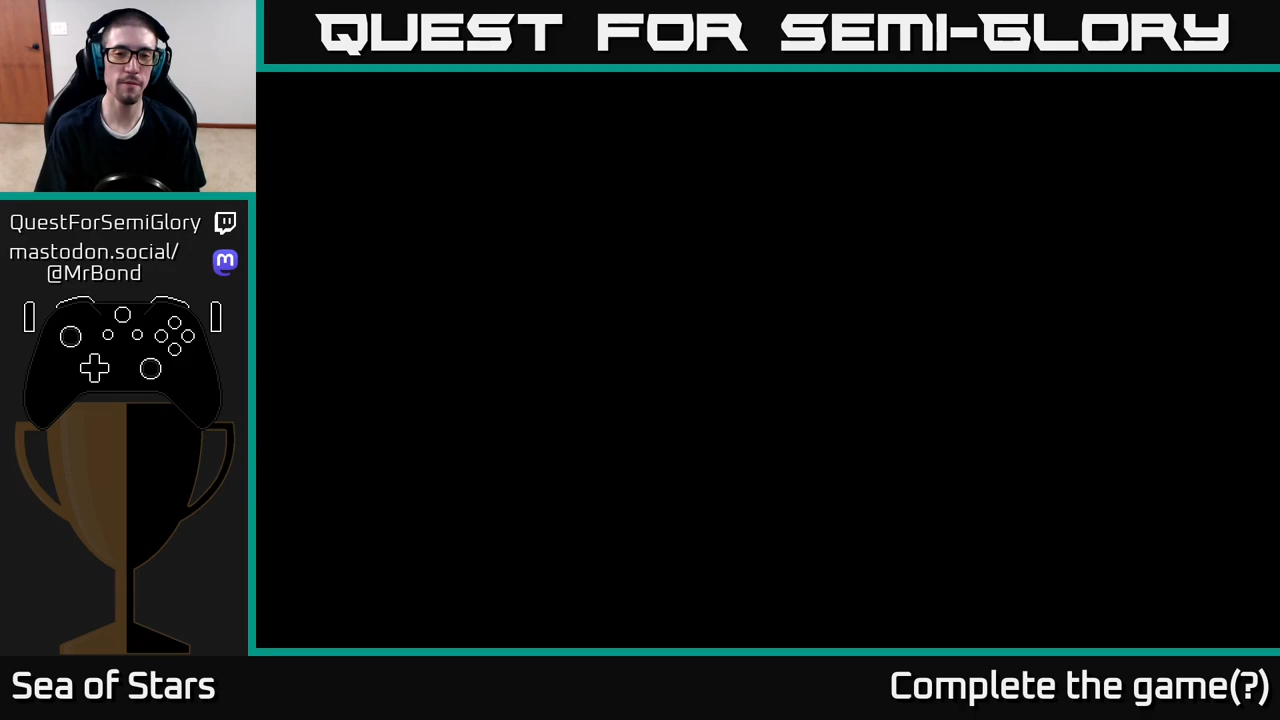 QUEST FOR SEMI-GLORY
QuestForSemiGlory
mastodon.social/
@MrBond
Sea of Stars
Complete the game(?)